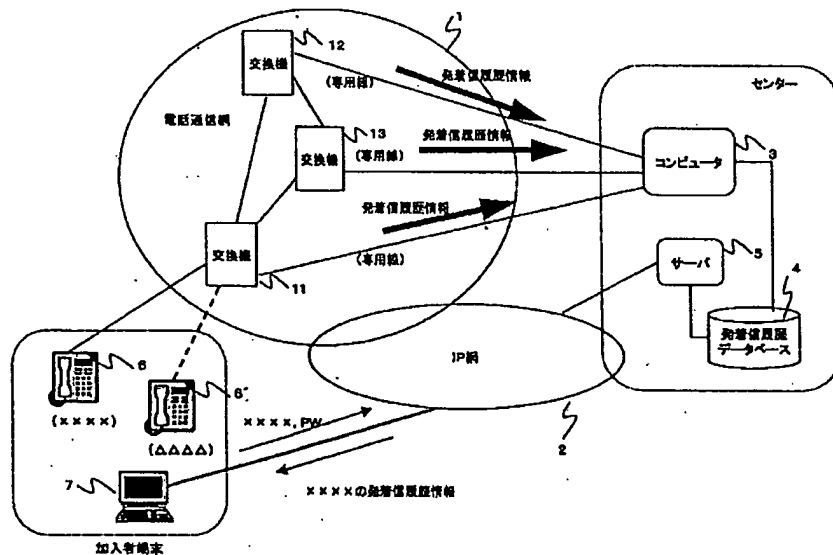 1
12
交換機
発着信履歴情報
(専用線)
センター
電話通信網
13
発着信履歴情報
交換機
(専用線)
コンピュータ
3
発着信履歴情報
交換機
(専用線)
11
サーバ
5
4
発着信履歴
データベース
IP網
6
(××××)
6'
(△△△△)
××××, PW
2
7
××××の発着信履歴情報
加入者端末